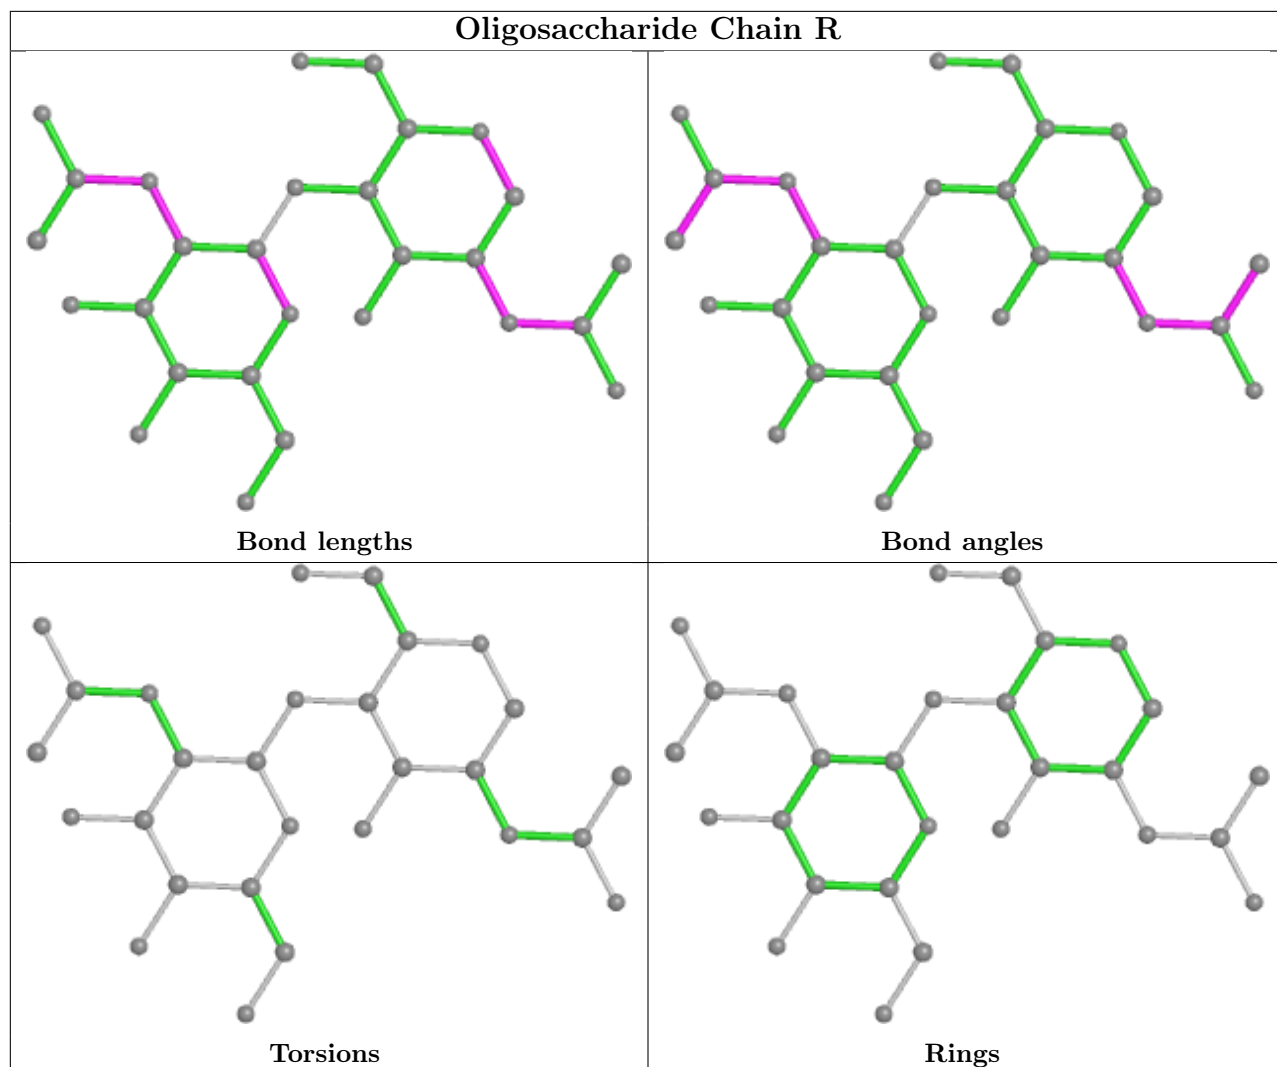 Oligosaccharide Chain R
Bond lengths
Bond angles
Torsions
Rings